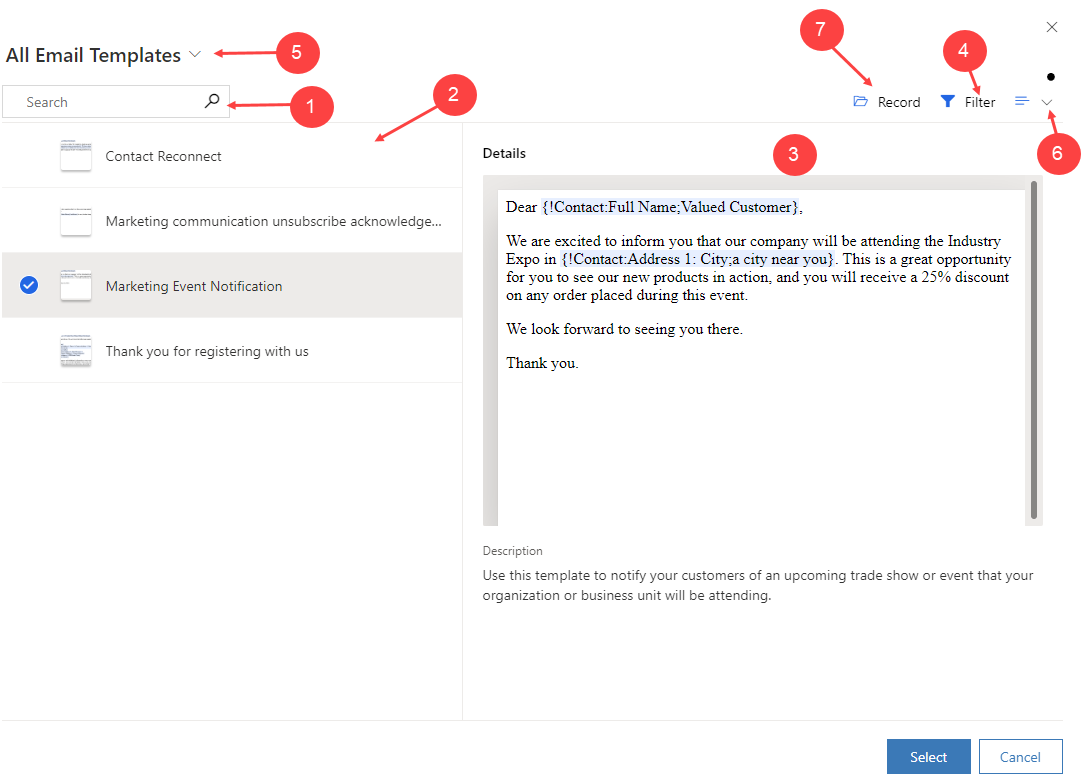 All Email Templates
5
7
4
Search
1
2
Record
Filter
6
Contact Reconnect
Marketing communication unsubscribe acknowledge...
Marketing Event Notification
Thank you for registering with us
Details
3
Dear {!Contact:Full Name;Valued Customer},
We are excited to inform you that our company will be attending the Industry
Expo in {!Contact:Address 1: City;a city near you}. This is a great opportunity
for you to see our new products in action, and you will receive a 25% discount
on any order placed during this event.
We look forward to seeing you there.
Thank you.
Description
Use this template to notify your customers of an upcoming trade show or event that your
organization or business unit will be attending.
Select
Cancel